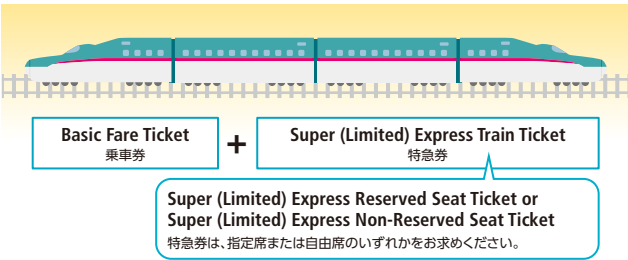 Basic Fare Ticket
乗車券
+
Super (Limited) Express Train Ticket
特急券
Super (Limited) Express Reserved Seat Ticket or
Super (Limited) Express Non-Reserved Seat Ticket
特急券は、指定席または自由席のいずれかをお求めください。